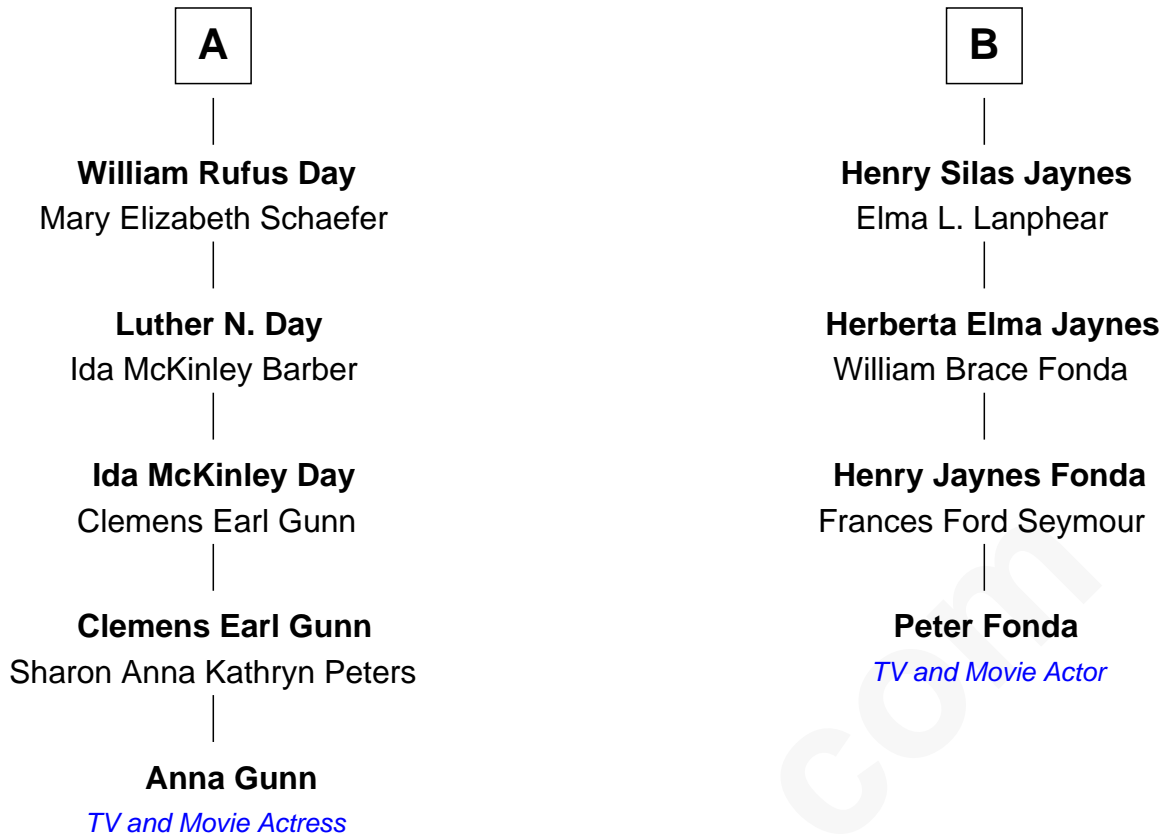 A
B
William Rufus Day
Mary Elizabeth Schaefer
Henry Silas Jaynes
Elma L. Lanphear
Luther N. Day
Ida McKinley Barber
Herberta Elma Jaynes
William Brace Fonda
Ida McKinley Day
Clemens Earl Gunn
Henry Jaynes Fonda
Frances Ford Seymour
Clemens Earl Gunn
Sharon Anna Kathryn Peters
Peter Fonda
TV and Movie Actor
Anna Gunn
TV and Movie Actress
com